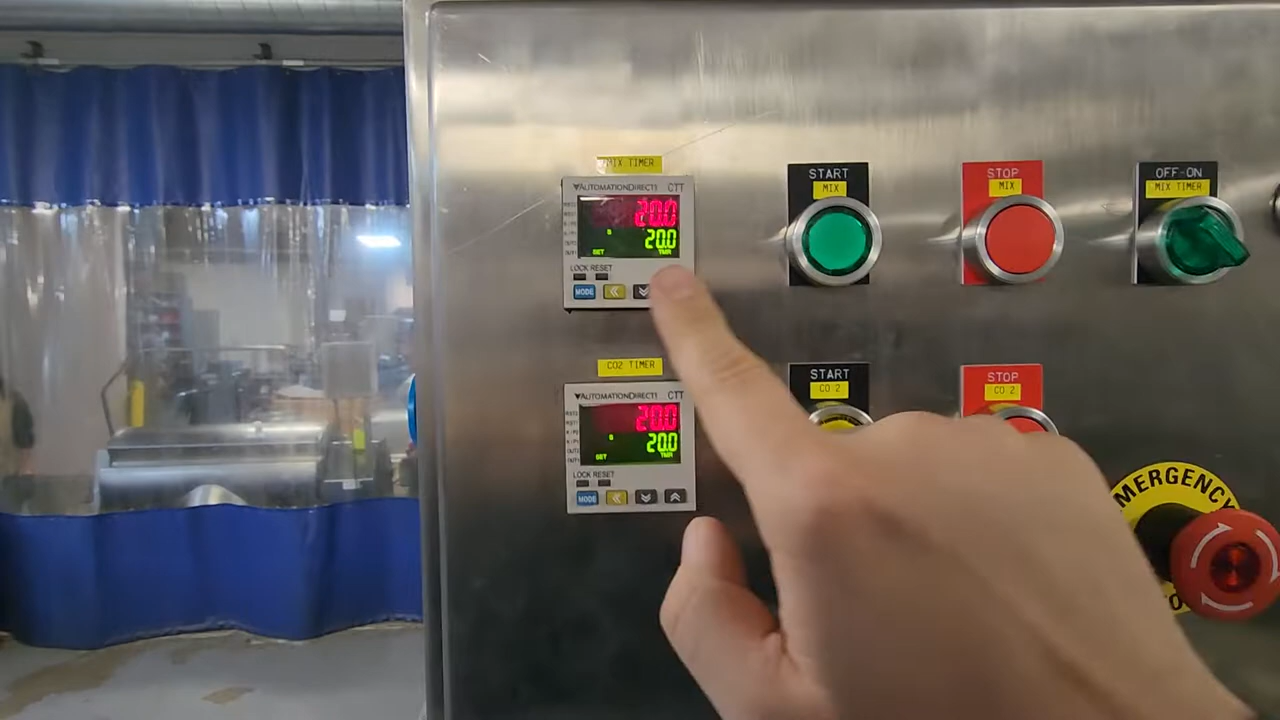 MIX TIMER
AUTOMATIONDIRECT CTT
20.0
20.0
SET TMR
LOCK RESET
MODE
START
MIX
STOP
MIX
OFF-ON
MIX TIMER
CO2 TIMER
AUTOMATIONDIRECT CTT
20.0
20.0
SET TMR
LOCK RESET
MODE
START
CO 2
STOP
CO 2
MERGENCY